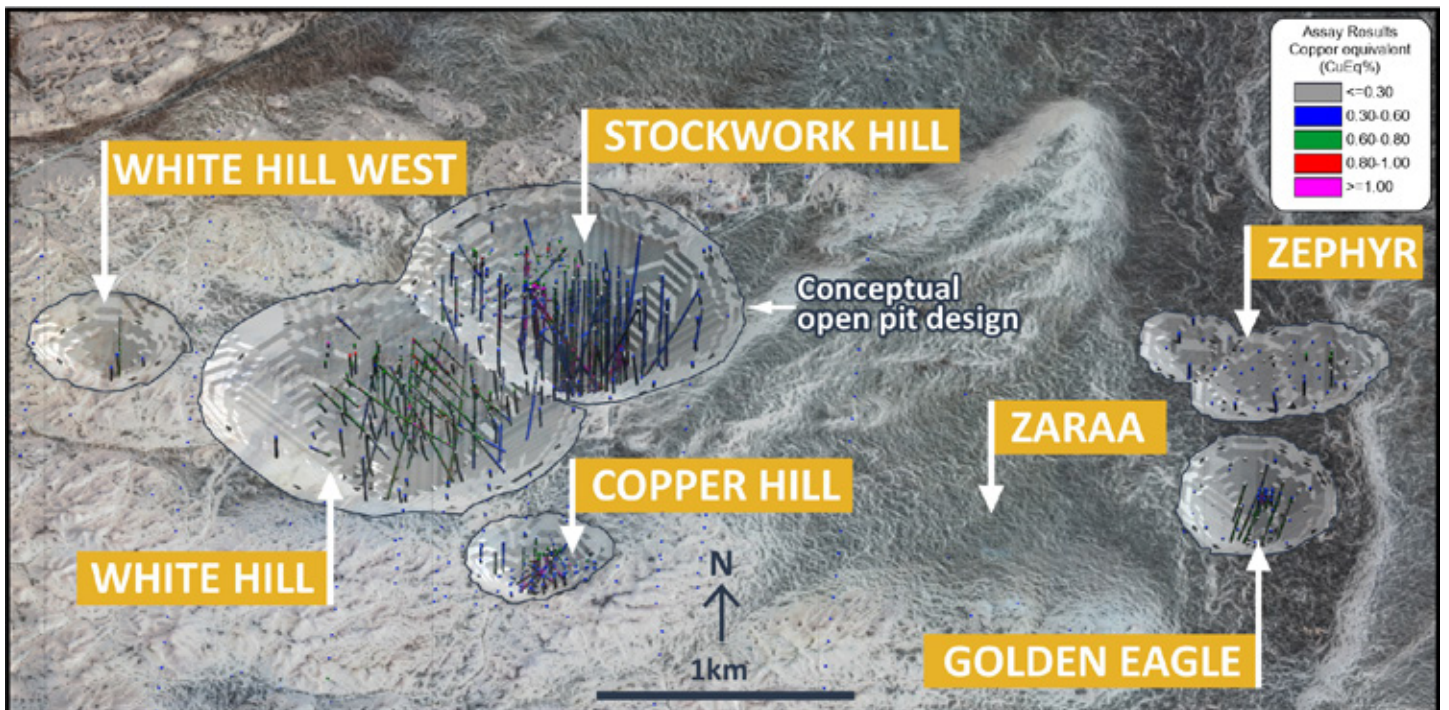 Assay Results
Copper equivalent
(CuEq%)
<=0.30
0.30-0.60
0.60-0.80
0.80-1.00
>=1.00
STOCKWORK HILL
WHITE HILL WEST
ZEPHYR
Conceptual
open pit design
ZARAA
COPPER HILL
WHITE HILL
N
GOLDEN EAGLE
1km